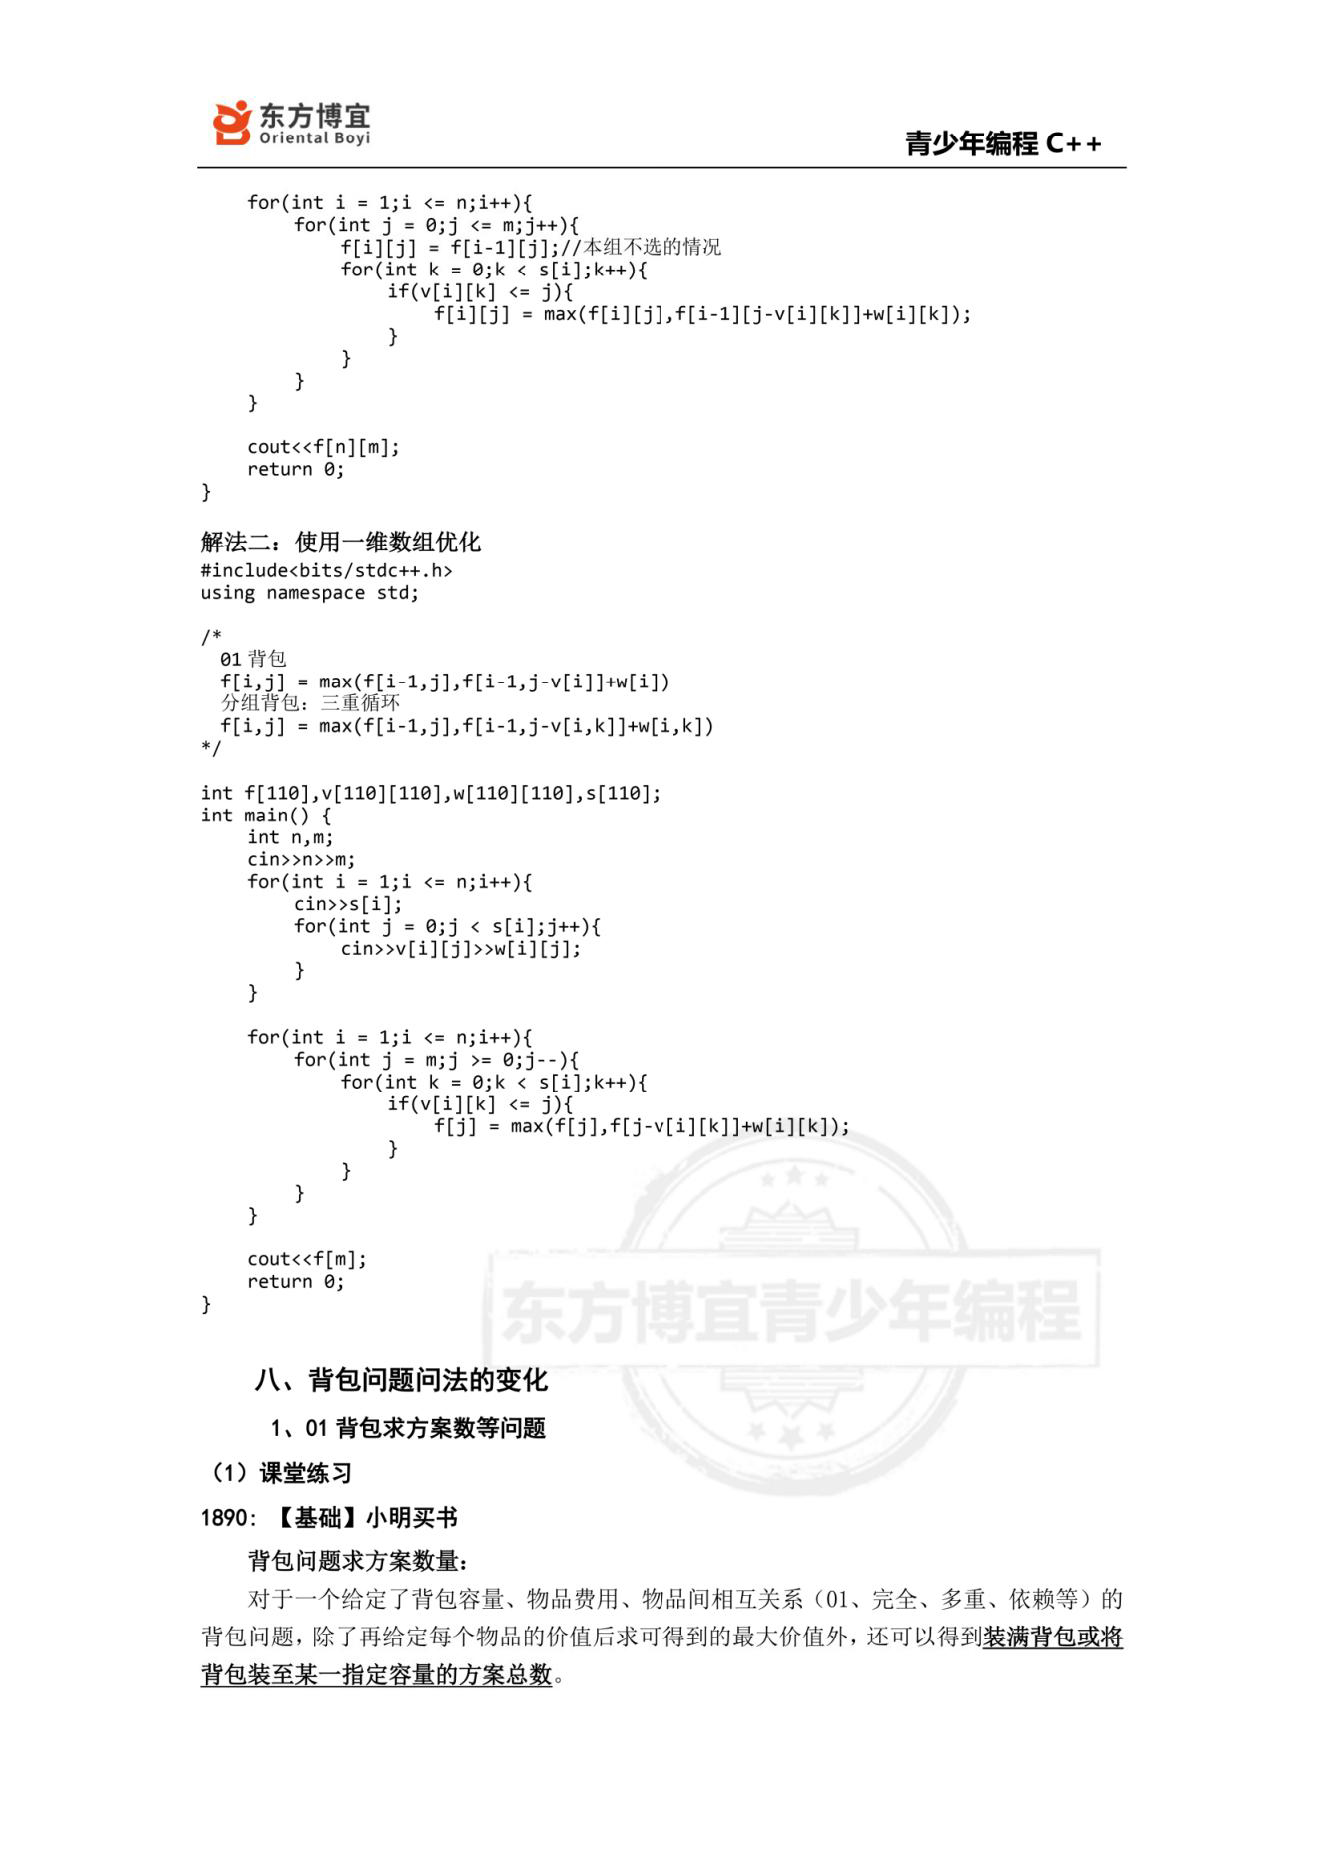 东方博宜
Oriental Boyi
青少年编程 C++
for(int i = 1;i <= n;i++){
for(int j = 0;j <= m;j++){
f[i][j] = f[i-1][j];//本组不选的情况
for(int k = 0;k < s[i];k++){
if(v[i][k] <= j){
f[i][j] = max(f[i][j],f[i-1][j-v[i][k]]+w[i][k]);
}
}
}
}
cout<<f[n][m];
return 0;
}
解法二：使用一维数组优化
#include<bits/stdc++.h>
using namespace std;
/*
01 背包
f[i,j] = max(f[i-1,j],f[i-1,j-v[i]]+w[i])
分组背包：三重循环
f[i,j] = max(f[i-1,j],f[i-1,j-v[i,k]]+w[i,k])
*/
int f[110],v[110][110],w[110][110],s[110];
int main() {
int n,m;
cin>>n>>m;
for(int i = 1;i <= n;i++){
cin>>s[i];
for(int j = 0;j < s[i];j++){
cin>>v[i][j]>>w[i][j];
}
}
for(int i = 1;i <= n;i++){
for(int j = m;j >= 0;j--){
for(int k = 0;k < s[i];k++){
if(v[i][k] <= j){
f[j] = max(f[j],f[j-v[i][k]]+w[i][k]);
}
}
}
}
cout<<f[m];
return 0;
}
东方博宜青少年编程
八、背包问题问法的变化
1、01 背包求方案数等问题
（1）课堂练习
1890: 【基础】小明买书
背包问题求方案数量：
对于一个给定了背包容量、物品费用、物品间相互关系（01、完全、多重、依赖等）的
背包问题，除了再给定每个物品的价值后求可得到的最大价值外，还可以得到装满背包或将
背包装至某一指定容量的方案总数。